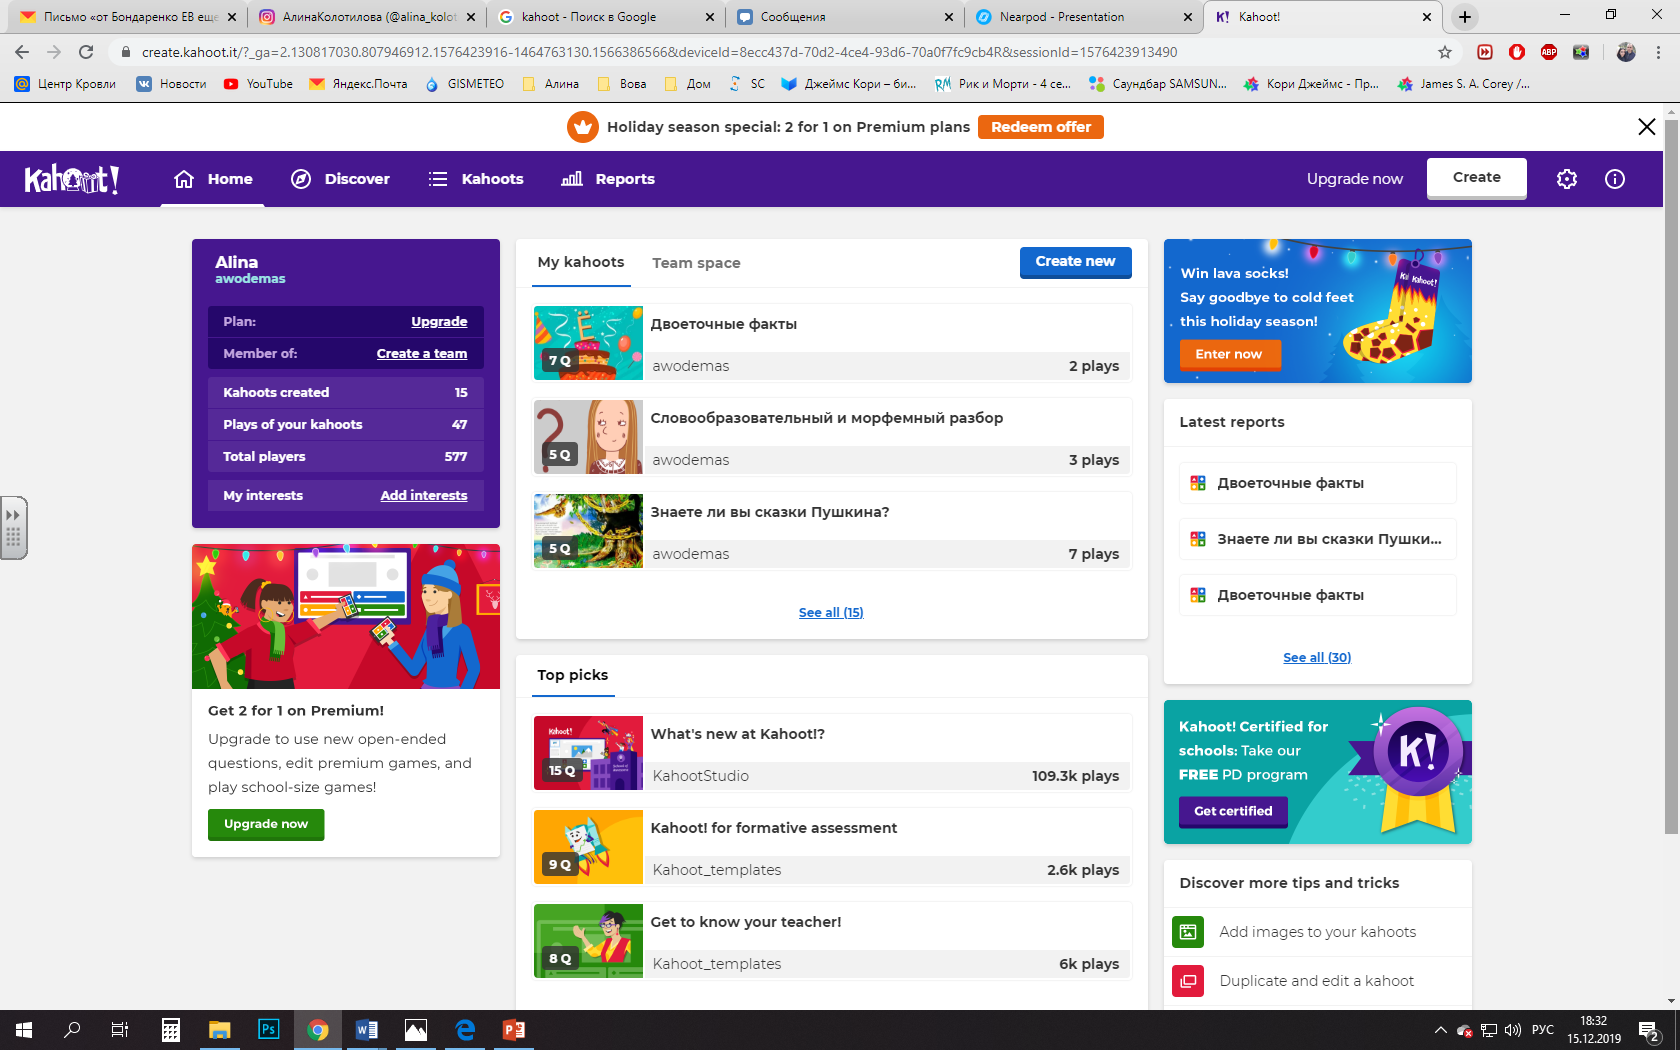 Письмо «от Бондаренко ЕВ еще
АлинаКолотилова (@alina_kolot
kahoot - Поиск в Google
Сообщения
Nearpod - Presentation
Kahoot!
create.kahoot.it/?_ga=2.130817030.807946912.1576423916-1464763130.1566386566&deviceId=8ecc437d-70d2-4ce4-93d6-70a0f7fc9cb4R&sessionId=1576423913490
Центр Кровли
Новости
YouTube
Яндекс.Почта
GISMETEO
Алина
Вова
Дом
SC
Джеймс Кори – би...
Рик и Морти - 4 се...
Саундбар SAMSUN...
Кори Джеймс - Пр...
James S. A. Corey /...
Holiday season special: 2 for 1 on Premium plans
Redeem offer
Kahoot!
Home
Discover
Kahoots
Reports
Upgrade now
Create
Alina
awodemas
Plan:
Upgrade
Member of:
Create a team
Kahoots created
15
Plays of your kahoots
47
Total players
577
My interests
Add interests
Get 2 for 1 on Premium!
Upgrade to use new open-ended
questions, edit premium games, and
play school-size games!
Upgrade now
My kahoots
Team space
Create new
7 Q
Двоеточные факты
awodemas
2 plays
5 Q
Словообразовательный и морфемный разбор
awodemas
3 plays
5 Q
Знаете ли вы сказки Пушкина?
awodemas
7 plays
See all (15)
Top picks
Kahoot!
15 Q
What's new at Kahoot!?
KahootStudio
109.3k plays
9 Q
Kahoot! for formative assessment
Kahoot_templates
2.6k plays
8 Q
Get to know your teacher!
Kahoot_templates
6k plays
Win lava socks!
Say goodbye to cold feet
this holiday season!
Enter now
Kahoot!
Latest reports
Двоеточные факты
Знаете ли вы сказки Пушки...
Двоеточные факты
See all (30)
Kahoot! Certified for
schools: Take our
FREE PD program
Get certified
K!
Discover more tips and tricks
Add images to your kahoots
Duplicate and edit a kahoot
РУС
18:32
15.12.2019
2